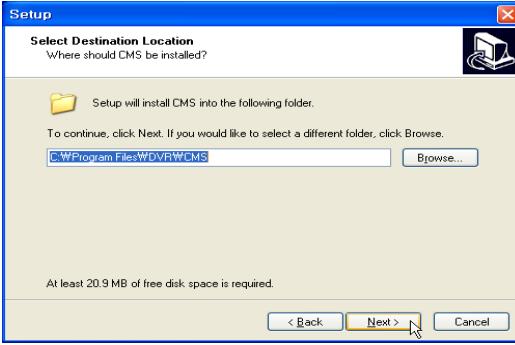 Setup
Select Destination Location
Where should CMS be installed?
Setup will install CMS into the following folder.
To continue, click Next. If you would like to select a different folder, click Browse.
C:₩Program Files₩DVR₩CMS
Browse...
At least 20.9 MB of free disk space is required.
< Back
Next >
Cancel